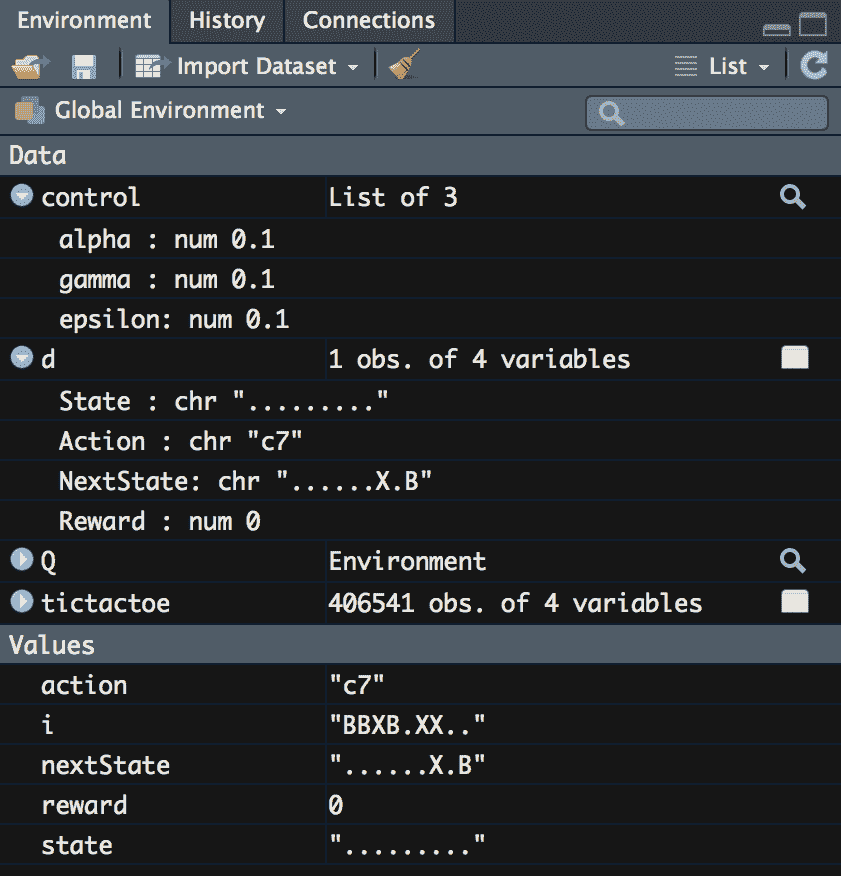 Environment History Connections
Import Dataset List
Global Environment
Data
control List of 3
alpha : num 0.1
gamma : num 0.1
epsilon: num 0.1
d 1 obs. of 4 variables
State : chr "........."
Action : chr "c7"
NextState: chr "......X.B"
Reward : num 0
Q Environment
tictactoe 406541 obs. of 4 variables
Values
action "c7"
i "BBXB.XX.."
nextState "......X.B"
reward 0
state "........."